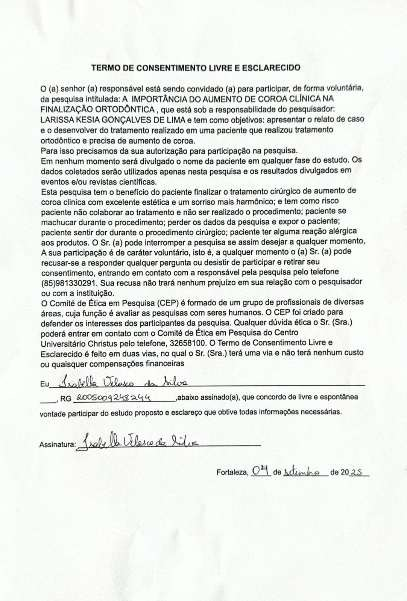 TERMO DE CONSENTIMENTO LIVRE E ESCLARECIDO
O (a) senhor (a) responsável está sendo convidado (a) para participar, de forma voluntária,
da pesquisa intitulada: A IMPORTÂNCIA DO AUMENTO DE COROA CLÍNICA NA
FINALIZAÇÃO ORTODÔNTICA , que está sob a responsabilidade do pesquisador:
LARISSA KESIA GONÇALVES DE LIMA e tem como objetivos: apresentar o relato de caso
e o desenvolver do tratamento realizado em uma paciente que realizou tratamento
ortodôntico e precisa de aumento de coroa.
Para isso precisamos da sua autorização para participação na pesquisa.
Em nenhum momento será divulgado o nome da paciente em qualquer fase do estudo. Os
dados coletados serão utilizados apenas nesta pesquisa e os resultados divulgados em
eventos e/ou revistas científicas.
Esta pesquisa tem o benefício do paciente finalizar o tratamento cirúrgico de aumento de
coroa clínica com excelente estética e um sorriso mais harmônico; e tem como risco
paciente não colaborar ao tratamento e não ser realizado o procedimento; paciente se
machucar durante o procedimento; perder os dados da pesquisa e expor o paciente;
paciente sentir dor durante o procedimento cirúrgico; paciente ter alguma reação alérgica
aos produtos. O Sr. (a) pode interromper a pesquisa se assim desejar a qualquer momento,
A sua participação é de caráter voluntário, isto é, a qualquer momento o (a) Sr. (a) pode
recusar-se a responder qualquer pergunta ou desistir de participar e retirar seu
consentimento, entrando em contato com a responsável pela pesquisa pelo telefone
(85)981330291. Sua recusa não trará nenhum prejuízo em sua relação com o pesquisador
ou com a instituição.
O Comitê de Ética em Pesquisa (CEP) é formado de um grupo de profissionais de diversas
áreas, cuja função é avaliar as pesquisas com seres humanos. O CEP foi criado para
defender os interesses dos participantes da pesquisa. Qualquer dúvida ética o Sr. (Sra.)
poderá entrar em contato com o Comitê de Ética em Pesquisa do Centro
Universitário Christus pelo telefone, 32658100. O Termo de Consentimento Livre e
Esclarecido é feito em duas vias, no qual o Sr. (Sra.) terá uma via e não terá nenhum custo
ou quaisquer compensações financeiras
Eu Isabella Veloso da Silva
, RG 2005009248244 ,abaixo assinado(a), que concordo de livre e espontânea
vontade participar do estudo proposto e esclareço que obtive todas informações necessárias.
Assinatura: Isabella Veloso da Silva
Fortaleza, 04 de setembro de 2025